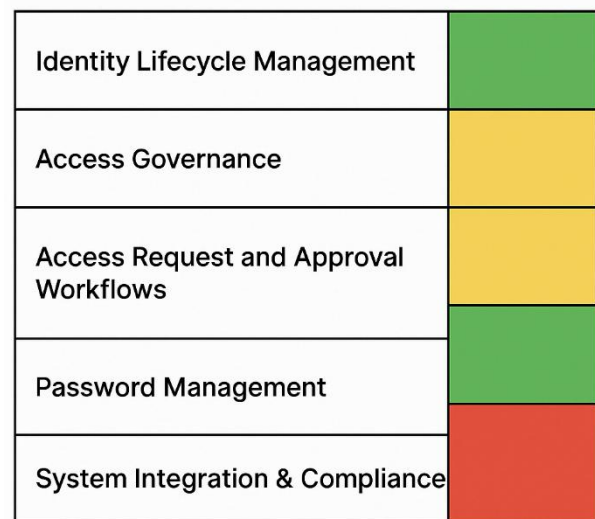 Identity Lifecycle Management
Access Governance
Access Request and Approval
Workflows
Password Management
System Integration & Compliance